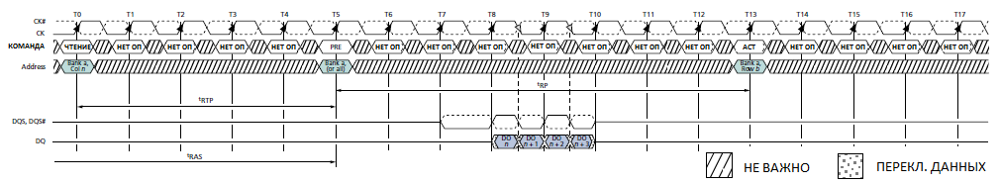 T0 T1 T2 T3 T4 T5 T6 T7 T8 T9 T10 T11 T12 T13 T14 T15 T16 T17
CK#
CK
КОМАНДА ЧТЕНИЕ НЕТ ОП НЕТ ОП НЕТ ОП НЕТ ОП PRE НЕТ ОП НЕТ ОП НЕТ ОП НЕТ ОП НЕТ ОП НЕТ ОП НЕТ ОП ACT НЕТ ОП НЕТ ОП НЕТ ОП НЕТ ОП
Address Bank a, Bank a, Bank a,
Col n (or all) Row b
tRP
tRTP
DQS, DQS#
DQ DO DO DO DO
n n + 1 n + 2 n + 3
tRAS
НЕ ВАЖНО ПЕРЕКЛ. ДАННЫХ